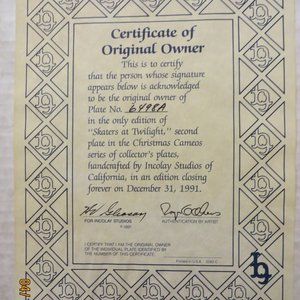 Certificate of
Original Owner
This is to certify
that the person whose signature
appears below is acknowledged
to be the original owner of
Plate No. 6498A
in the only edition of
"Skaters at Twilight," second
plate in the Christmas Cameos
series of collector's plates,
handcrafted by Incolay Studios of
California, in an edition closing
forever on December 31, 1991.
FOR INCOLAY STUDIOS
AUTHENTICATION BY ARTIST
I CERTIFY THAT I AM THE ORIGINAL OWNER
OF THE INDIVIDUAL PLATE IDENTIFIED BY
THE NUMBER OF THIS CERTIFICATE.
Printed in U.S.A.